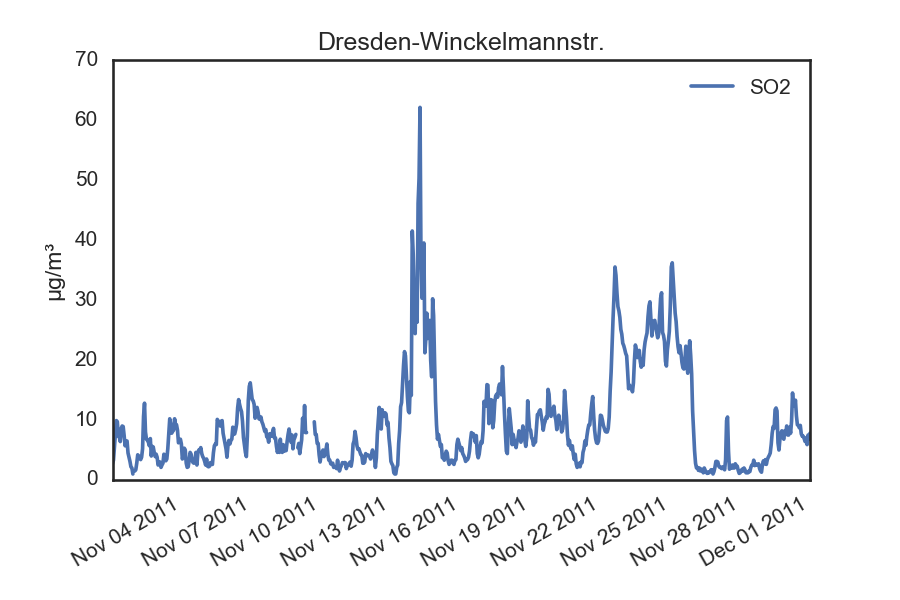 Dresden-Winckelmannstr.
70
60
50
40
30
20
10
0
µg/m³
SO2
Nov 04 2011
Nov 07 2011
Nov 10 2011
Nov 13 2011
Nov 16 2011
Nov 19 2011
Nov 22 2011
Nov 25 2011
Nov 28 2011
Dec 01 2011